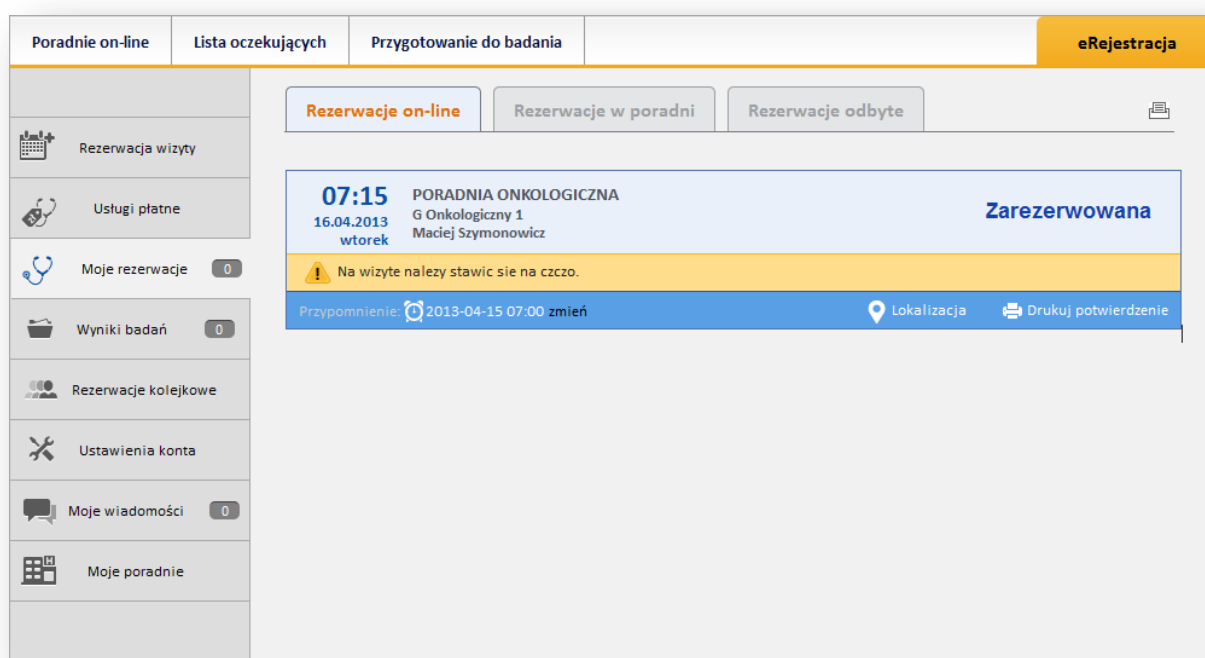 Poradnie on-line
Lista oczekujących
Przygotowanie do badania
eRejestracja
Rezerwacja wizyty
Usługi płatne
Moje rezerwacje 0
Wyniki badań 0
Rezerwacje kolejkowe
Ustawienia konta
Moje wiadomości 0
Moje poradnie
Rezerwacje on-line
Rezerwacje w poradni
Rezerwacje odbyte
07:15
16.04.2013
wtorek
PORADNIA ONKOLOGICZNA
G Onkologiczny 1
Maciej Szymonowicz
Zarezerwowana
Na wizyte nalezy stawic sie na czczo.
Przypomnienie: 2013-04-15 07:00 zmień
Lokalizacja
Drukuj potwierdzenie